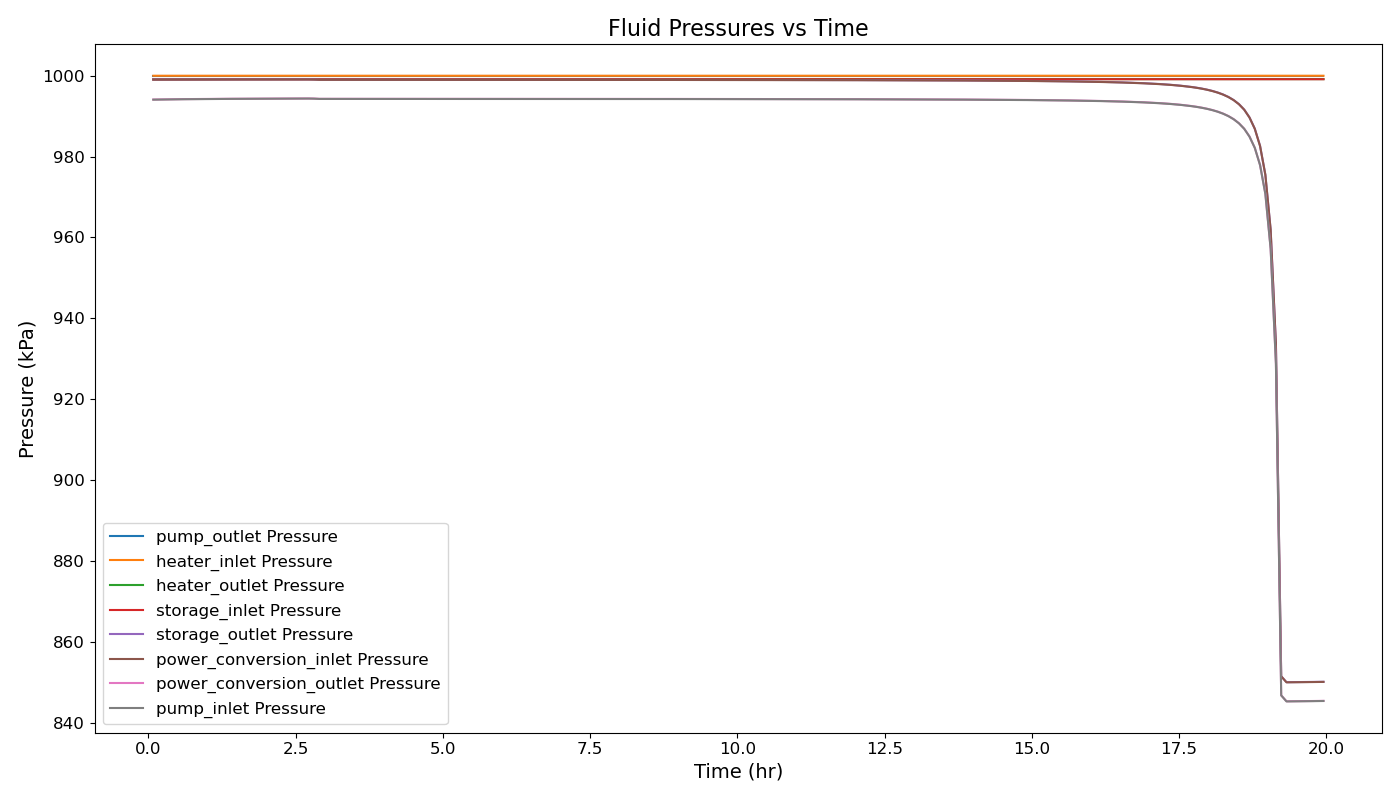 Fluid Pressures vs Time
Pressure (kPa)
1000
980
960
940
920
900
880
860
840
pump_outlet Pressure
heater_inlet Pressure
heater_outlet Pressure
storage_inlet Pressure
storage_outlet Pressure
power_conversion_inlet Pressure
power_conversion_outlet Pressure
pump_inlet Pressure
0.0 2.5 5.0 7.5 10.0 12.5 15.0 17.5 20.0
Time (hr)